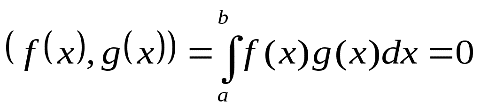 ( f(x), g(x) ) = ∫_a^b f(x)g(x)dx = 0